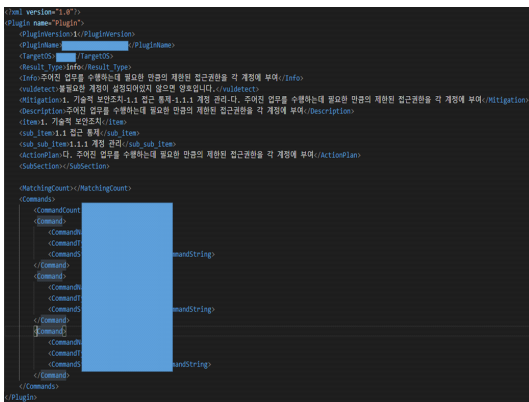 <?xml version="1.0"?>
<Plugin name="Plugin">
<PluginVersion>1</PluginVersion>
<PluginName></PluginName>
<TargetOS>/TargetOS>
<Result_Type>info</Result_Type>
<Info>주어진 업무를 수행하는데 필요한 만큼의 제한된 접근권한을 각 계정에 부여</Info>
<vuldetect>불필요한 계정이 설정되어있지 않으면 양호입니다.</vuldetect>
<Mitigation>1. 기술적 보안조치-1.1 접근 통제-1.1.1 계정 관리-다. 주어진 업무를 수행하는데 필요한 만큼의 제한된 접근권한을 각 계정에 부여</Mitigation>
<Description>주어진 업무를 수행하는데 필요한 만큼의 제한된 접근권한을 각 계정에 부여</Description>
<item>1. 기술적 보안조치</item>
<sub_item>1.1 접근 통제</sub_item>
<sub_sub_item>1.1.1 계정 관리</sub_sub_item>
<ActionPlan>다. 주어진 업무를 수행하는데 필요한 만큼의 제한된 접근권한을 각 계정에 부여</ActionPlan>
<SubSection></SubSection>
<MatchingCount></MatchingCount>
<Commands>
<CommandCount
<Command>
<CommandN
<CommandT
<CommandS mmandString>
</Command>
<Command>
<CommandN
<CommandT
<CommandS mmandString>
</Command>
<Command>
<CommandN
<CommandT
<CommandS mandString>
</Command>
</Commands>
</Plugin>